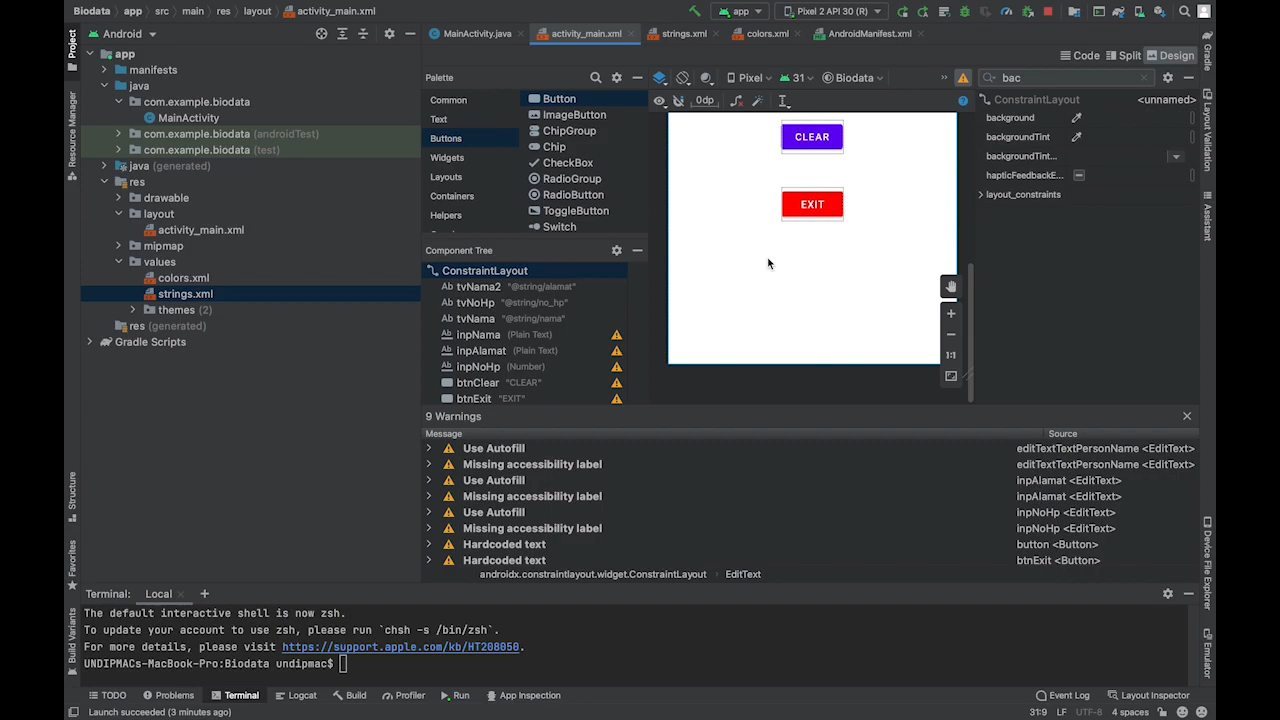 Biodata app src main res layout activity_main.xml app Pixel 2 API 30 (R)
Project Android MainActivity.java activity_main.xml strings.xml colors.xml AndroidManifest.xml Gradle
app Code Split Design
manifests Palette Pixel 31 Biodata » bac
java Common Button 0dp ConstraintLayout <unnamed>
com.example.biodata Text ImageButton background
MainActivity Buttons ChipGroup CLEAR backgroundTint
com.example.biodata (androidTest) Widgets Chip backgroundTint...
com.example.biodata (test) Layouts CheckBox hapticFeedbackE...
java (generated) Containers RadioGroup layout_constraints
res Helpers RadioButton EXIT
drawable ToggleButton
layout Switch
activity_main.xml Component Tree
mipmap ConstraintLayout
values tvNama2 "@string/alamat"
colors.xml tvNoHp "@string/no_hp"
strings.xml tvNama "@string/nama"
themes (2) inpNama (Plain Text)
res (generated) inpAlamat (Plain Text) 1:1
Gradle Scripts inpNoHp (Number)
btnClear "CLEAR"
btnExit "EXIT"
Resource Manager
Layout Validation
Assistant
9 Warnings
Message Source
Use Autofill editTextTextPersonName <EditText>
Missing accessibility label editTextTextPersonName <EditText>
Use Autofill inpAlamat <EditText>
Missing accessibility label inpAlamat <EditText>
Use Autofill inpNoHp <EditText>
Missing accessibility label inpNoHp <EditText>
Hardcoded text button <Button>
Hardcoded text btnExit <Button>
androidx.constraintlayout.widget.ConstraintLayout EditText
Structure
Favorites
Build Variants
Device File Explorer
Emulator
Terminal: Local
The default interactive shell is now zsh.
To update your account to use zsh, please run `chsh -s /bin/zsh`.
For more details, please visit https://support.apple.com/kb/HT208050.
UNDIPMACs-MacBook-Pro:Biodata undipmac$
TODO Problems Terminal Logcat Build Profiler Run App Inspection Event Log Layout Inspector
Launch succeeded (3 minutes ago) 31:9 LF UTF-8 4 spaces